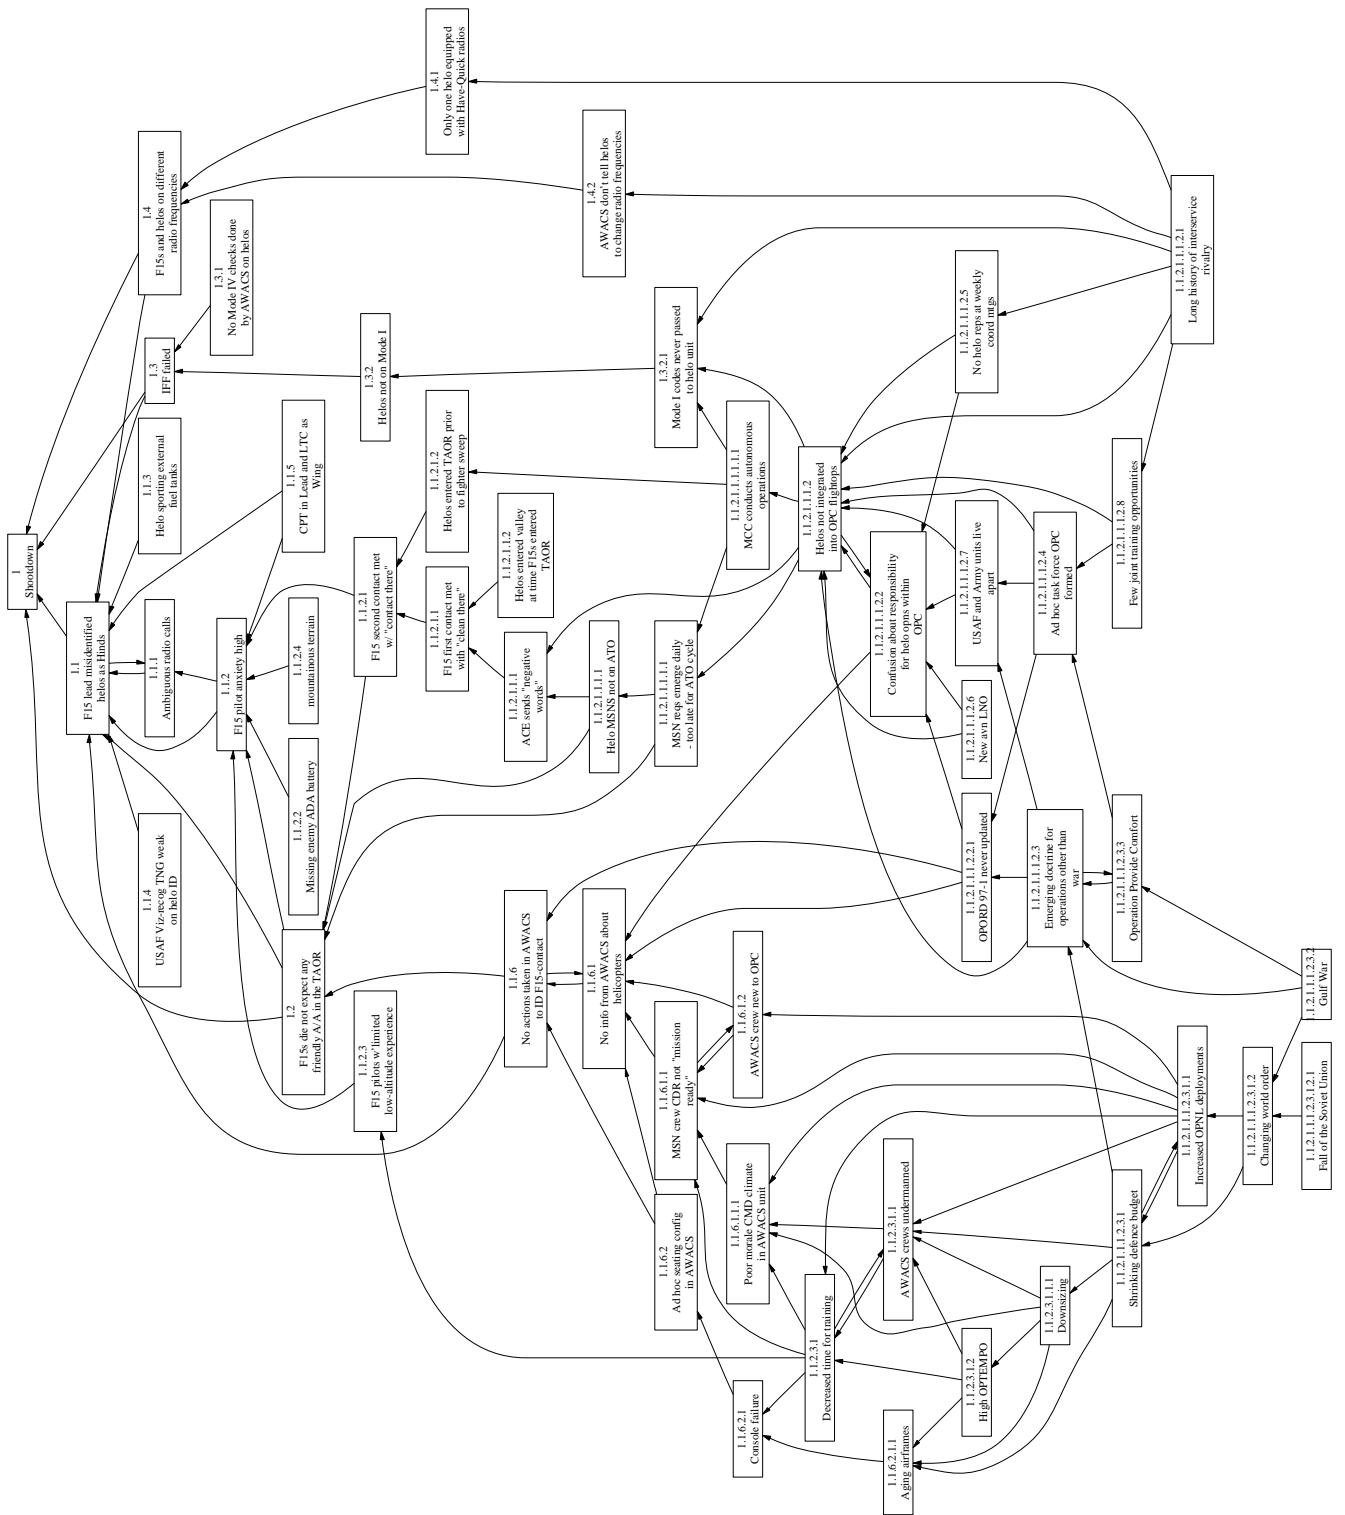 1
Shootdown
1.1
F15 lead misidentified
helos as Hinds
1.4
F15s and helos on different
radio frequencies
1.3
IFF failed
1.1.3
Helo sporting external
fuel tanks
1.1.1
Ambiguous radio calls
1.1.4
USAF Viz-recog TNG weak
on helo ID
1.3.1
No Mode IV checks done
by AWACS on helos
1.1.2
F15 pilot anxiety high
1.1.5
CPT in Lead and LTC as
Wing
1.1.2.4
mountainous terrain
1.1.2.2
Missing enemy ADA battery
1.2
F15s die not expect any
friendly A/A in the TAOR
1.3.2
Helos not on Mode I
1.1.2.1
F15 second contact met
w/ "contact there"
1.1.2.3
F15 pilots w' limited
low-altitude experience
1.4.1
Only one helo equipped
with Have-Quick radios
1.1.2.1.2
Helos entered TAOR prior
to fighter sweep
1.1.2.1.1
F15 first contact met
with "clean there"
1.1.2.1.1.2
Helos entered valley
at time F15s entered
TAOR
1.1.2.1.1.1
ACE sends "negative
words"
1.1.6
No actions taken in AWACS
to ID F15-contact
1.4.2
AWACS don't tell helos
to change radio frequencies
1.1.2.1.1.1.1
Helo MSNS not on ATO
1.1.6.1
No info from AWACS about
helicopters
1.3.2.1
Mode I codes never passed
to helo unit
1.1.2.1.1.1.1.1
MSN reqs emerge daily
- too late for ATO cycle
1.1.6.1.1
MSN crew CDR not "mission
ready"
1.1.6.2
Ad hoc seating config
in AWACS
1.1.2.1.1.1.1.1.1
MCC conducts autonomous
operations
1.1.6.1.2
AWACS crew new to OPC
1.1.6.1.1.1
Poor morale CMD climate
in AWACS unit
1.1.6.2.1
Console failure
1.1.2.1.1.1.2
Helos not integrated
into OPC flightops
1.1.2.3.1
Decreased time for training
1.1.2.1.1.1.2.2
Confusion about responsibility
for helo opns within
OPC
1.1.2.3.1.1
AWACS crews undermanned
1.1.6.2.1.1
Aging airframes
1.1.2.1.1.1.2.5
No helo reps at weekly
coord mtgs
1.1.2.1.1.1.2.7
USAF and Army units live
apart
1.1.2.1.1.1.2.6
New avn LNO
1.1.2.1.1.1.2.2.1
OPORD 97-1 never updated
1.1.2.3.1.2
High OPTEMPO
1.1.2.1.1.1.2.4
Ad hoc task force OPC
formed
1.1.2.1.1.1.2.3
Emerging doctrine for
operations other than
war
1.1.2.3.1.1.1
Downsizing
1.1.2.1.1.1.2.8
Few joint training opportunities
1.1.2.1.1.1.2.3.3
Operation Provide Comfort
1.1.2.1.1.1.2.3.1
Shrinking defence budget
1.1.2.1.1.1.2.1
Long history of interservice
rivalry
1.1.2.1.1.1.2.3.1.1
Increased OPNL deployments
1.1.2.1.1.1.2.3.1.2
Changing world order
1.1.2.1.1.1.2.3.2
Gulf War
1.1.2.1.1.1.2.3.1.2.1
Fall of the Soviet Union